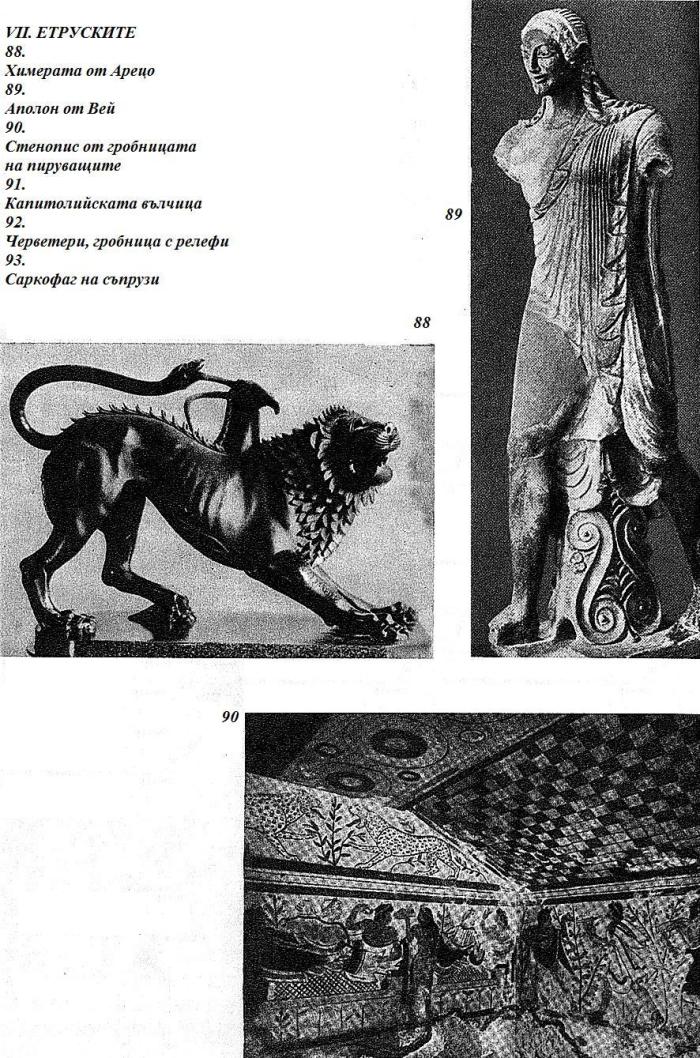 VII. ЕТРУСКИТЕ
88.
Химерата от Арецо
89.
Аполон от Вей
90.
Стенопис от гробницата
на пируващите
91.
Капитолийската вълчица
92.
Черветери, гробница с релефи
93.
Саркофаг на съпрузи
89
88
90